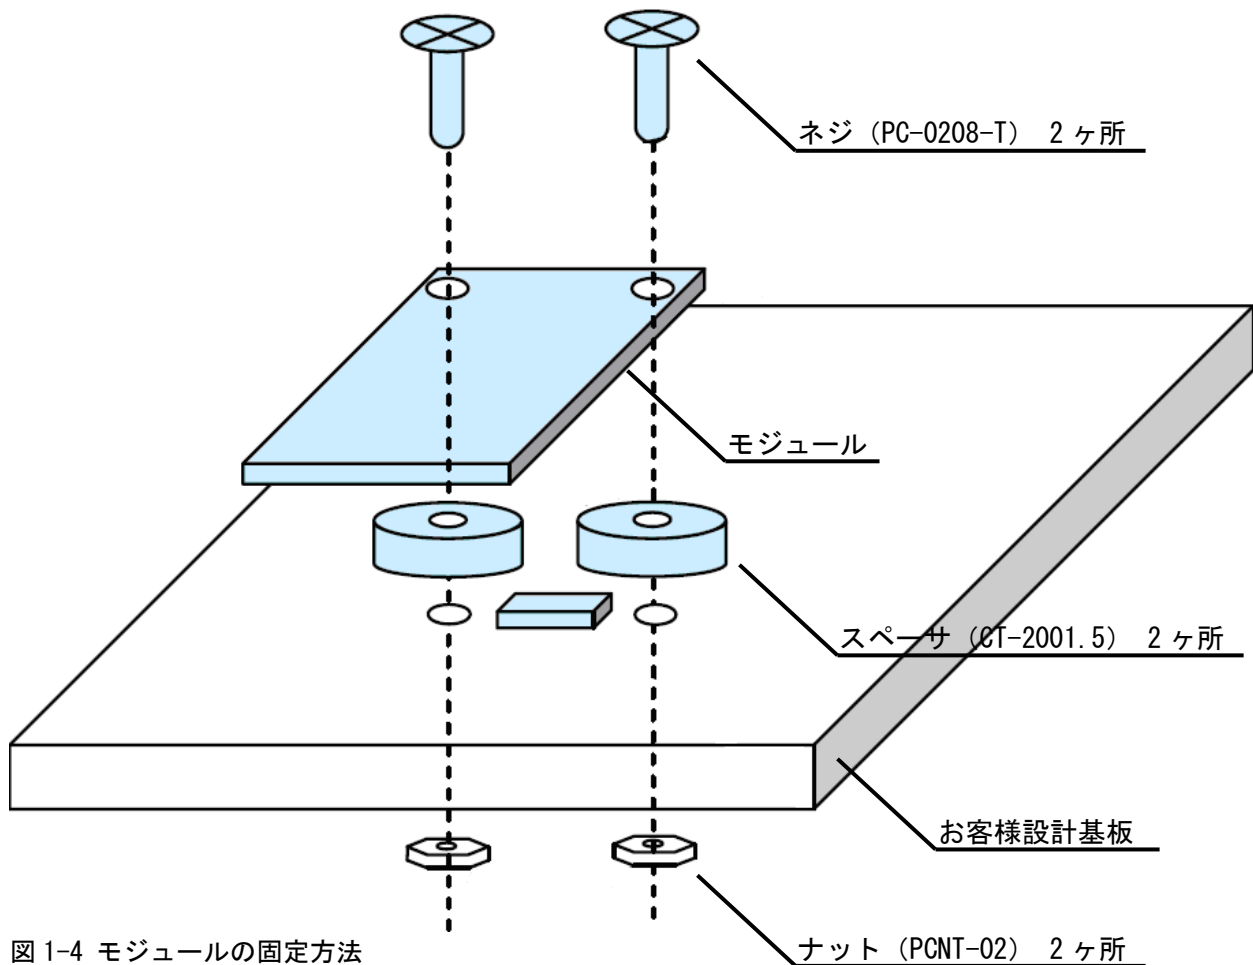 ネジ (PC-0208-T) 2ヶ所
モジュール
スペーサ (CT-2001.5) 2ヶ所
お客様設計基板
ナット (PCNT-02) 2ヶ所
図1-4 モジュールの固定方法